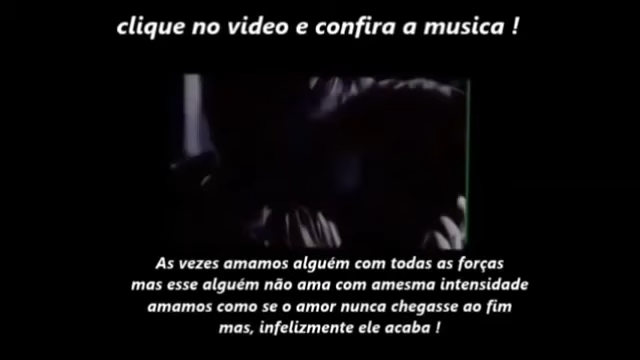 clique no video e confira a musica !
As vezes amamos alguém com todas as forças
mas esse alguém não ama com amesma intensidade
amamos como se o amor nunca chegasse ao fim
mas, infelizmente ele acaba !